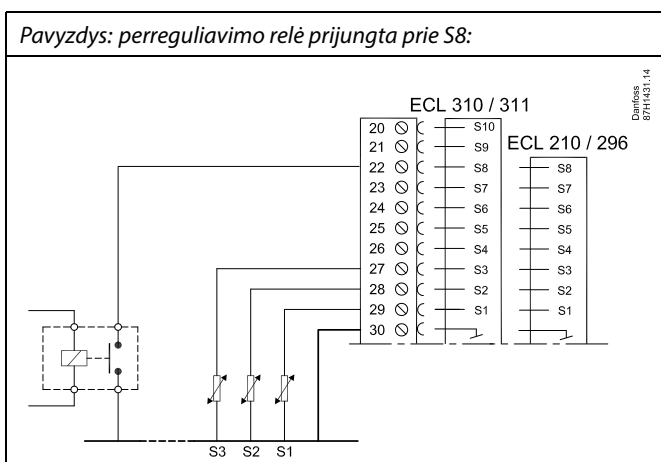 Pavyzdys: perreguliavimo relė prijungta prie S8:
Danfoss
87H1431.14
ECL 310 / 311
ECL 210 / 296
20 S10
21 S9
22 S8 S8
23 S7 S7
24 S6 S6
25 S5 S5
26 S4 S4
27 S3 S3
28 S2 S2
29 S1 S1
30
S3 S2 S1